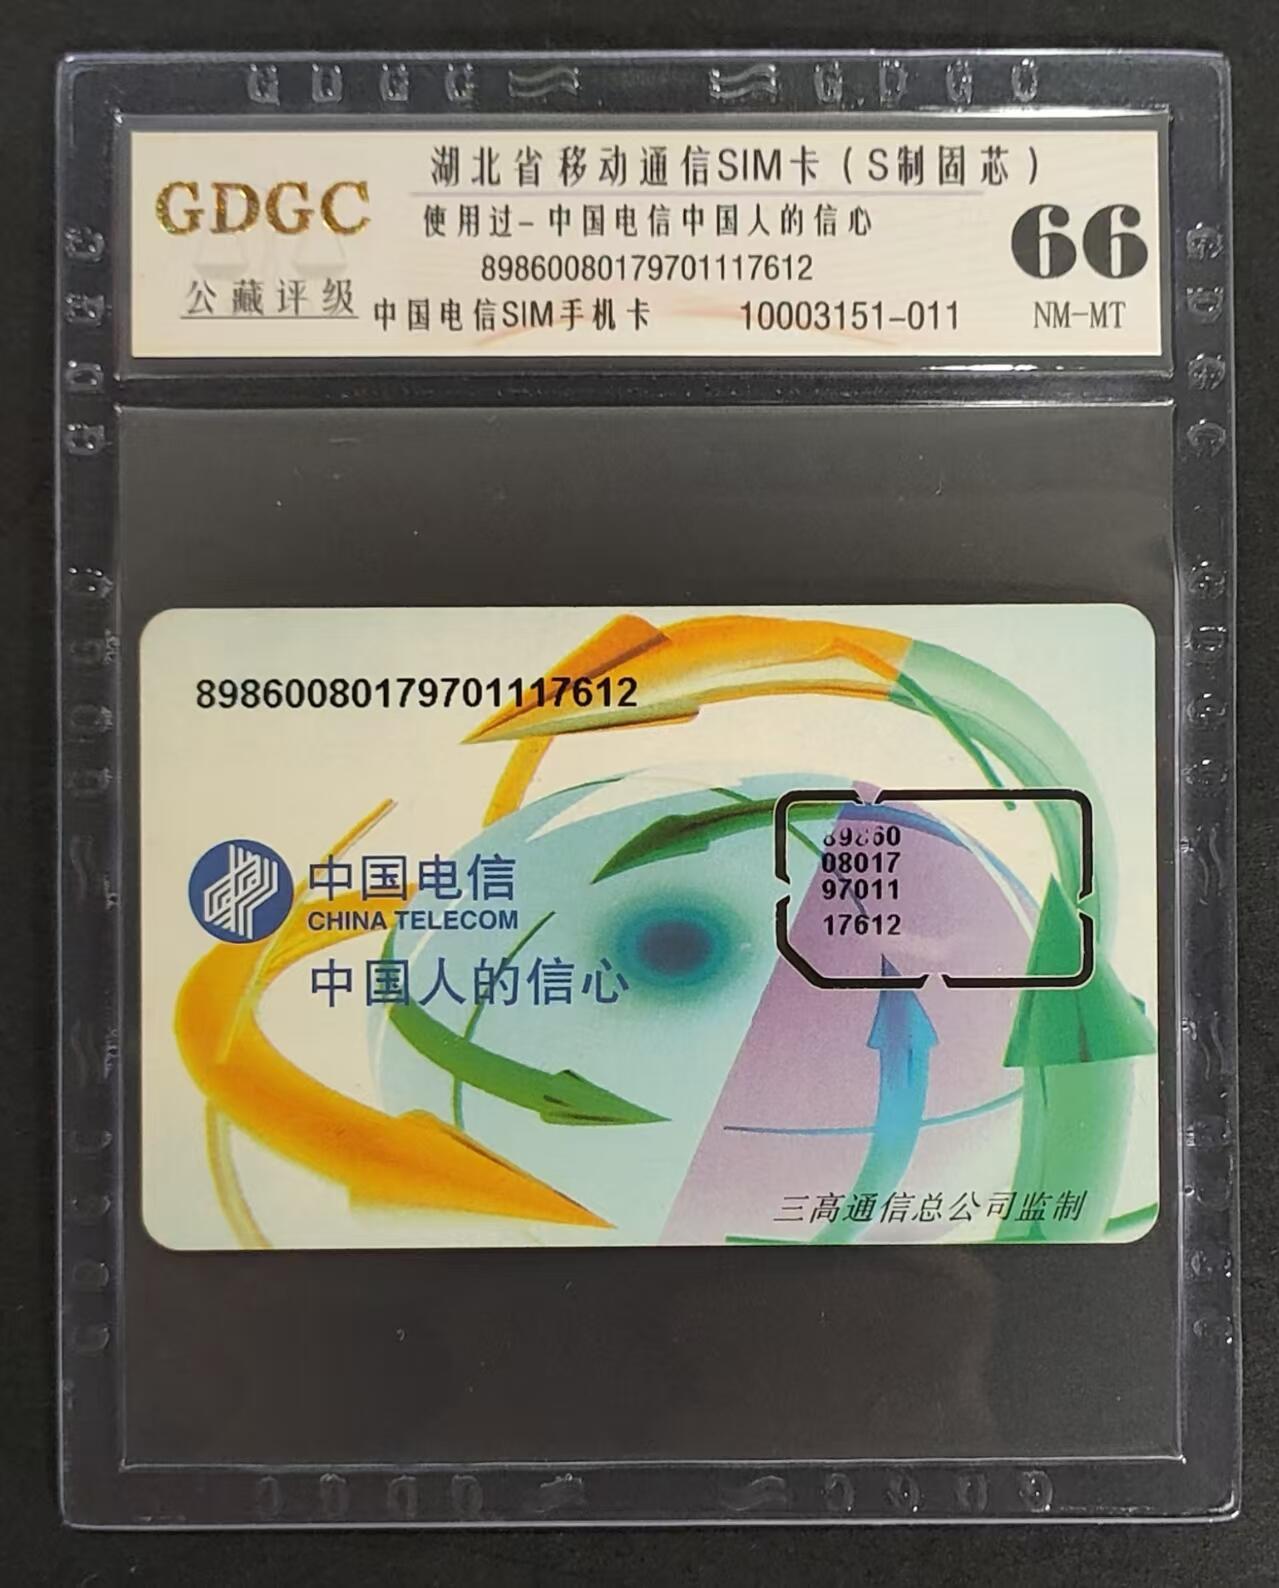 GDGC
公藏评级
湖北省移动通信SIM卡（S制固芯）
使用过-中国电信中国人的信心
89860080179701117612
中国电信SIM手机卡 10003151-011
66
NM-MT
89860080179701117612
中国电信
CHINA TELECOM
中国人的信心
89860
08017
97011
17612
三高通信总公司监制